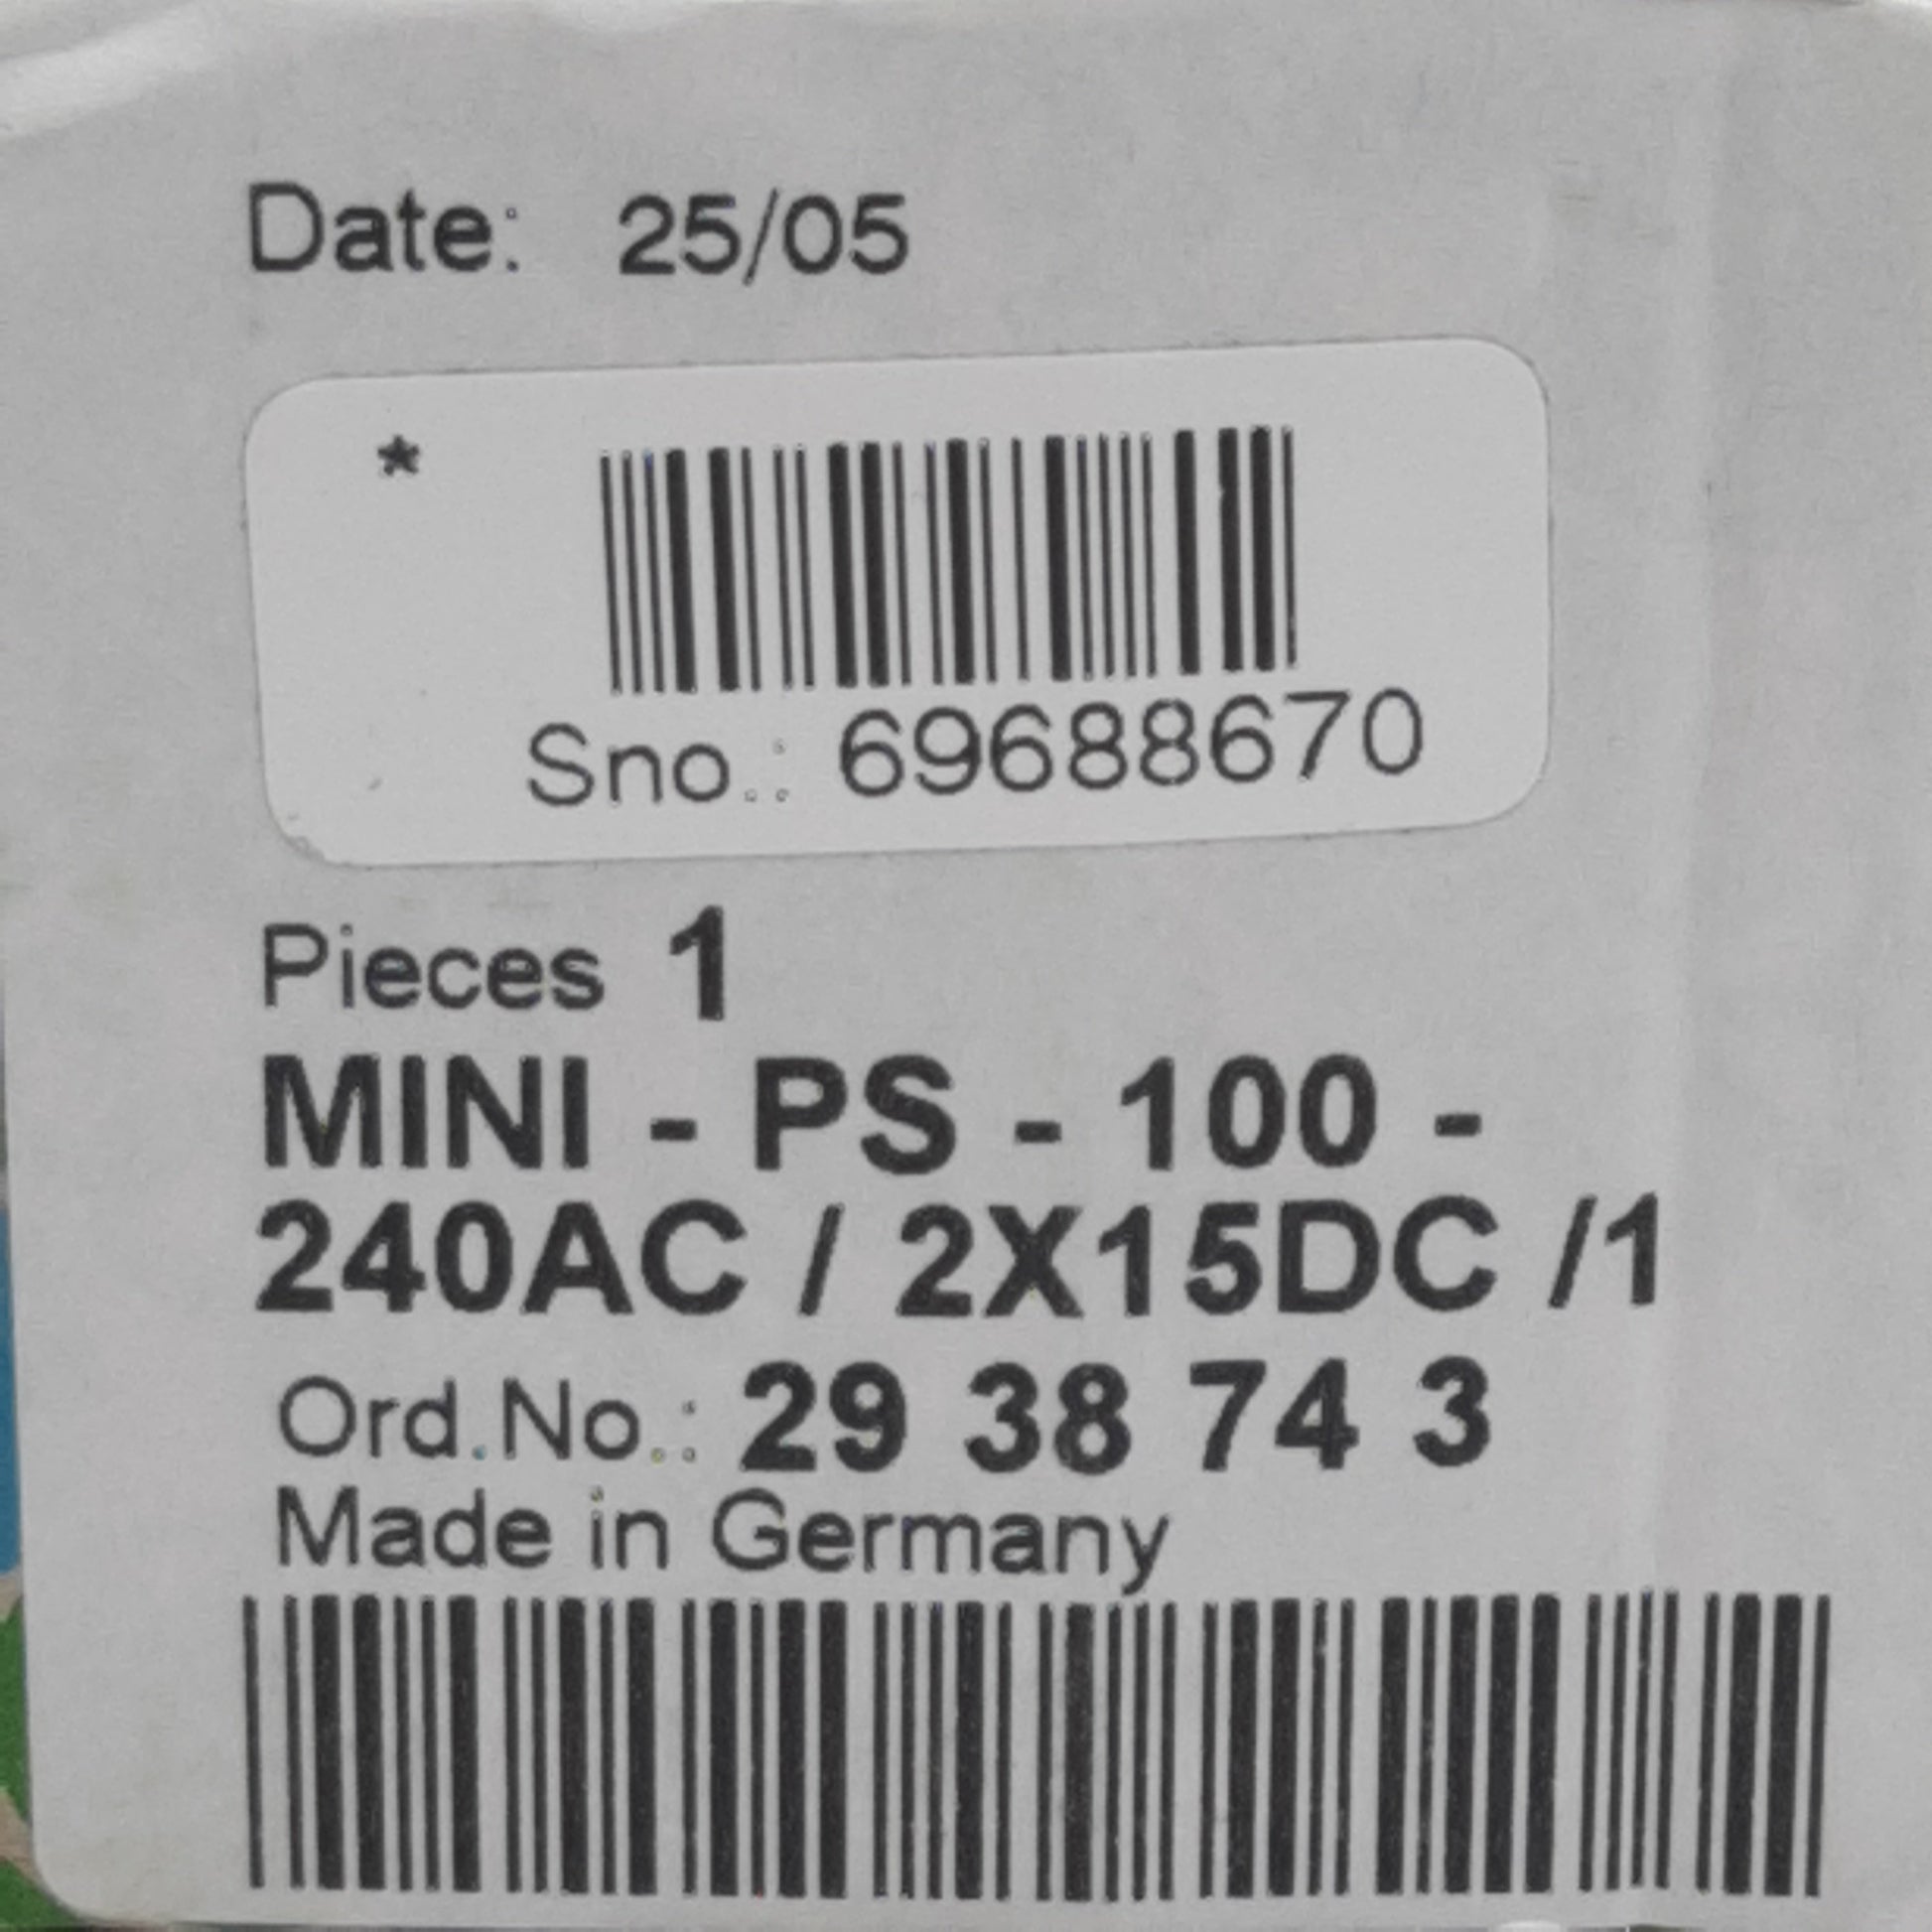 Date: 25/05
*
Sno.: 69688670
Pieces 1
MINI - PS - 100 -
240AC / 2X15DC /1
Ord.No.: 29 38 74 3
Made in Germany